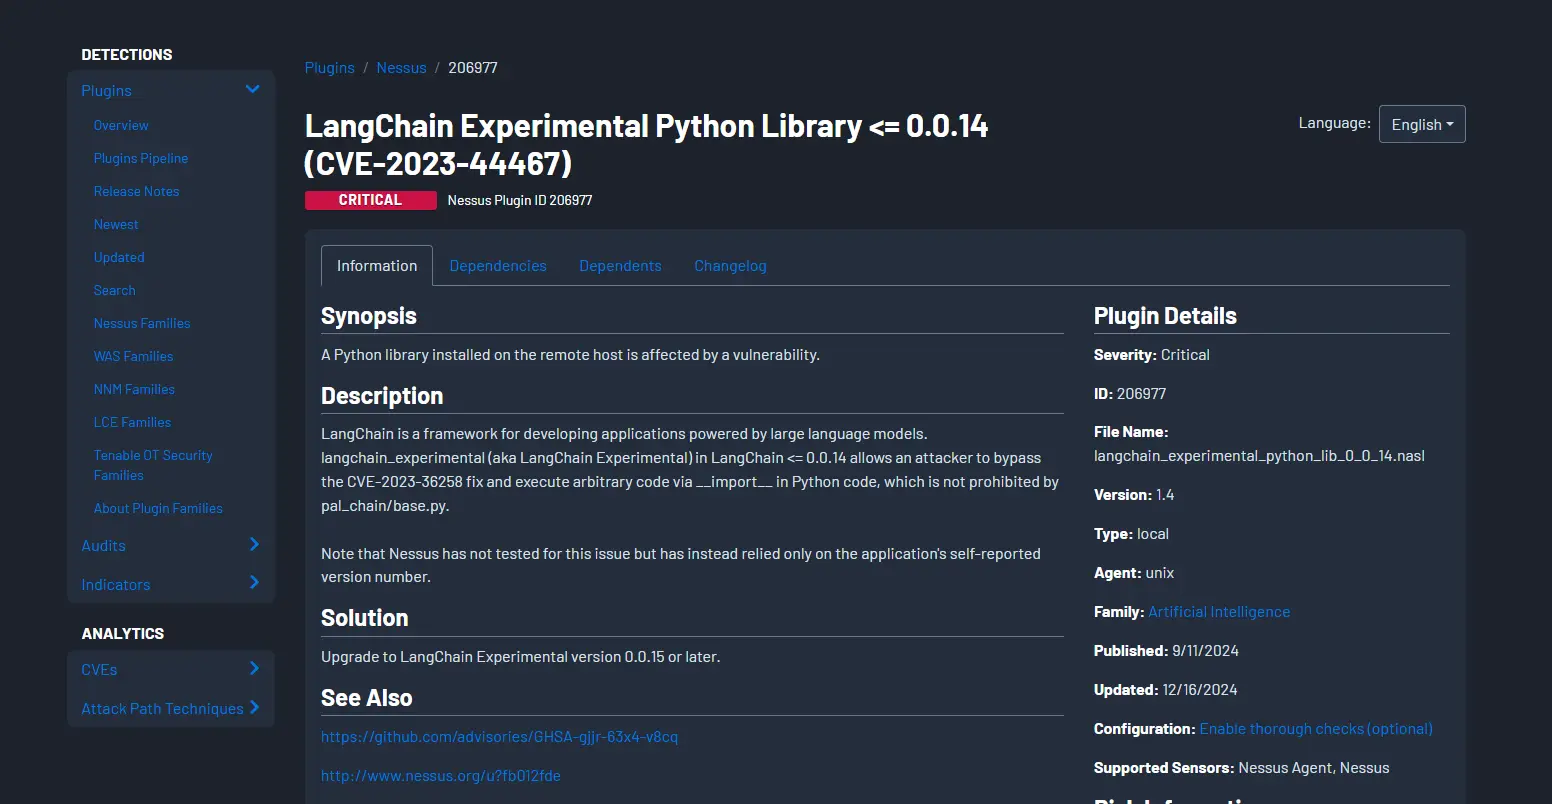 DETECTIONS
Plugins
Overview
Plugins Pipeline
Release Notes
Newest
Updated
Search
Nessus Families
WAS Families
NNM Families
LCE Families
Tenable OT Security
Families
About Plugin Families
Audits
Indicators
ANALYTICS
CVEs
Attack Path Techniques
Plugins / Nessus / 206977
LangChain Experimental Python Library <= 0.0.14
(CVE-2023-44467)
CRITICAL Nessus Plugin ID 206977
Language: English
Information Dependencies Dependents Changelog
Synopsis
A Python library installed on the remote host is affected by a vulnerability.
Description
LangChain is a framework for developing applications powered by large language models.
langchain_experimental (aka LangChain Experimental) in LangChain <= 0.0.14 allows an attacker to bypass
the CVE-2023-36258 fix and execute arbitrary code via __import__ in Python code, which is not prohibited by
pal_chain/base.py.
Note that Nessus has not tested for this issue but has instead relied only on the application's self-reported
version number.
Solution
Upgrade to LangChain Experimental version 0.0.15 or later.
See Also
https://github.com/advisories/GHSA-gjjr-63x4-v8cq
http://www.nessus.org/u?fb012fde
Plugin Details
Severity: Critical
ID: 206977
File Name:
langchain_experimental_python_lib_0_0_14.nasl
Version: 1.4
Type: local
Agent: unix
Family: Artificial Intelligence
Published: 9/11/2024
Updated: 12/16/2024
Configuration: Enable thorough checks (optional)
Supported Sensors: Nessus Agent, Nessus